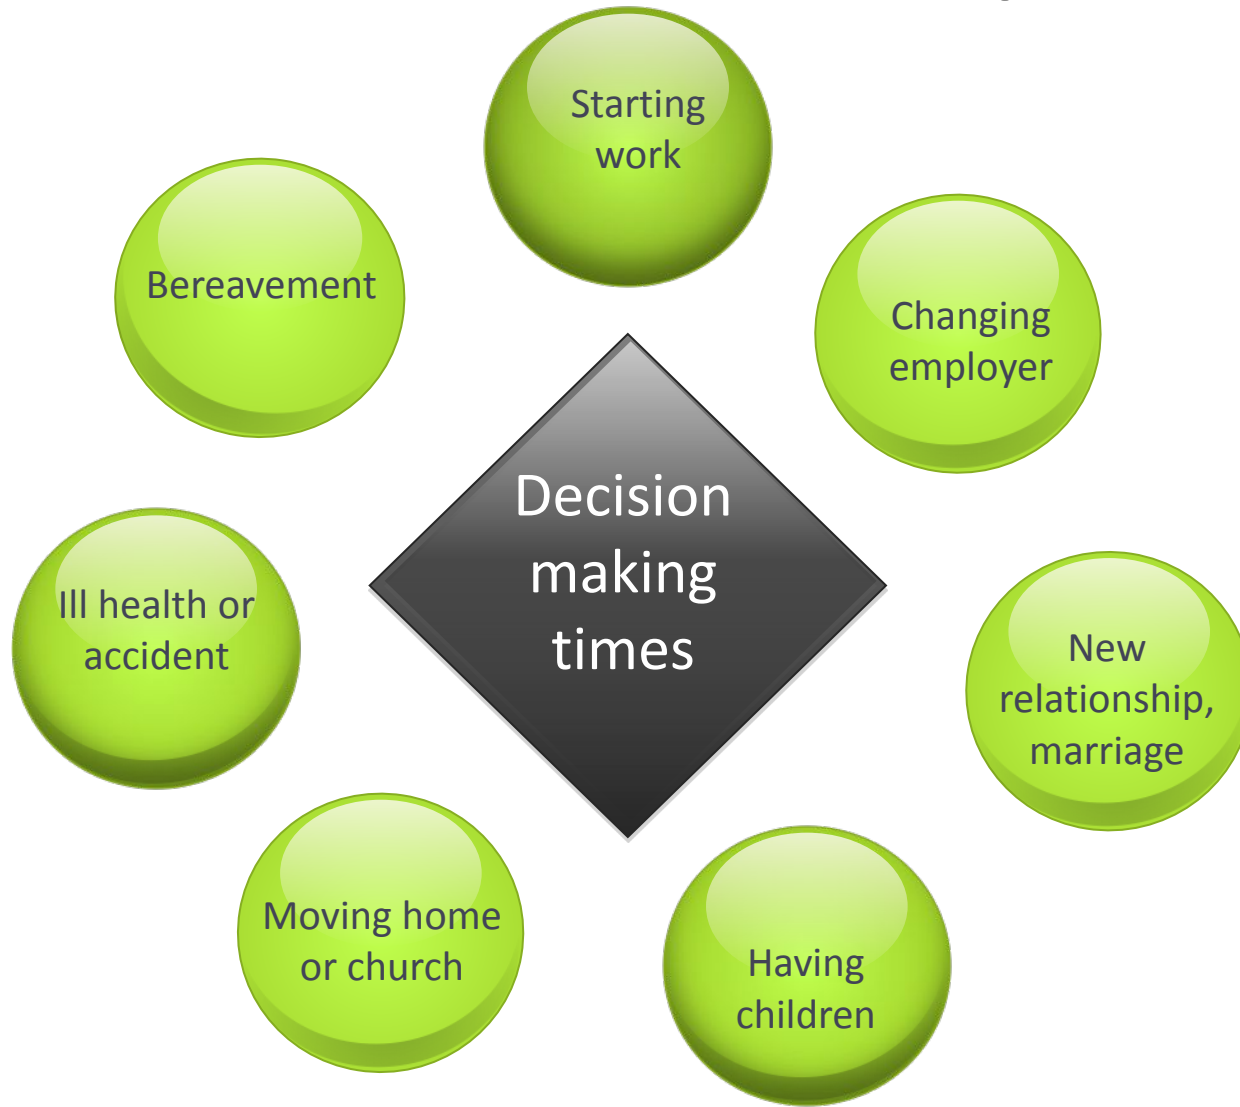 Starting
work
Bereavement
Changing
employer
Decision
making
times
Ill health or
accident
New
relationship,
marriage
Moving home
or church
Having
children